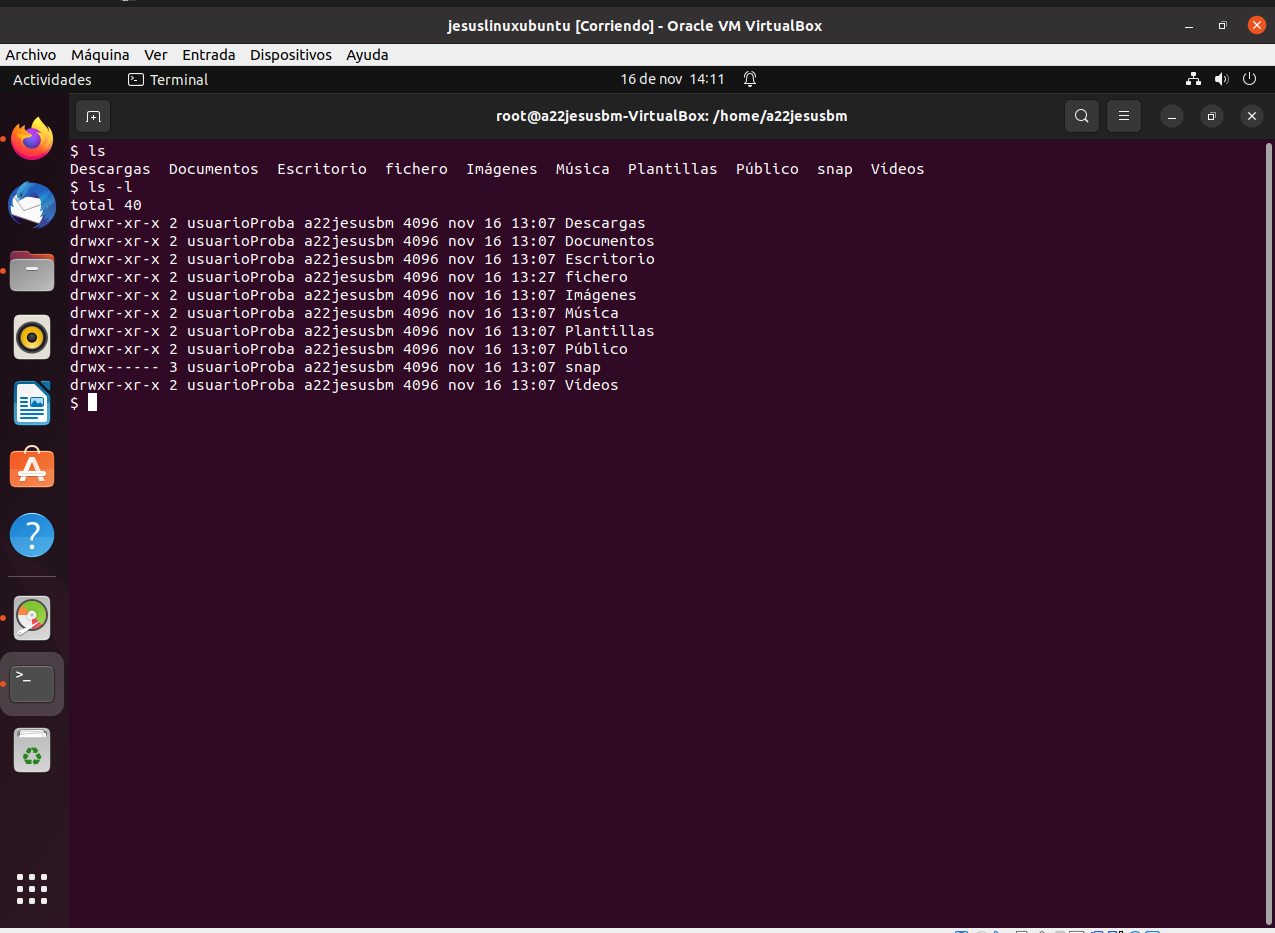 jesuslinuxubuntu [Corriendo] - Oracle VM VirtualBox
Archivo Máquina Ver Entrada Dispositivos Ayuda
Actividades Terminal 16 de nov 14:11
root@a22jesusbm-VirtualBox: /home/a22jesusbm
$ ls
Descargas Documentos Escritorio fichero Imágenes Música Plantillas Público snap Vídeos
$ ls -l
total 40
drwxr-xr-x 2 usuarioProba a22jesusbm 4096 nov 16 13:07 Descargas
drwxr-xr-x 2 usuarioProba a22jesusbm 4096 nov 16 13:07 Documentos
drwxr-xr-x 2 usuarioProba a22jesusbm 4096 nov 16 13:07 Escritorio
drwxr-xr-x 2 usuarioProba a22jesusbm 4096 nov 16 13:27 fichero
drwxr-xr-x 2 usuarioProba a22jesusbm 4096 nov 16 13:07 Imágenes
drwxr-xr-x 2 usuarioProba a22jesusbm 4096 nov 16 13:07 Música
drwxr-xr-x 2 usuarioProba a22jesusbm 4096 nov 16 13:07 Plantillas
drwxr-xr-x 2 usuarioProba a22jesusbm 4096 nov 16 13:07 Público
drwx------ 3 usuarioProba a22jesusbm 4096 nov 16 13:07 snap
drwxr-xr-x 2 usuarioProba a22jesusbm 4096 nov 16 13:07 Vídeos
$